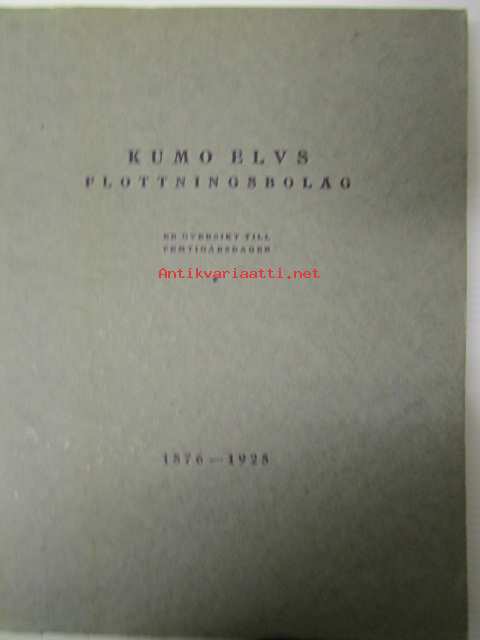 KUMO ELVS
FLOTTNINGSBOLAG
EN ÖVERSIKT TILL
FEMTIOÅRSDAGEN
Antikvariaatti.net
1876—1925